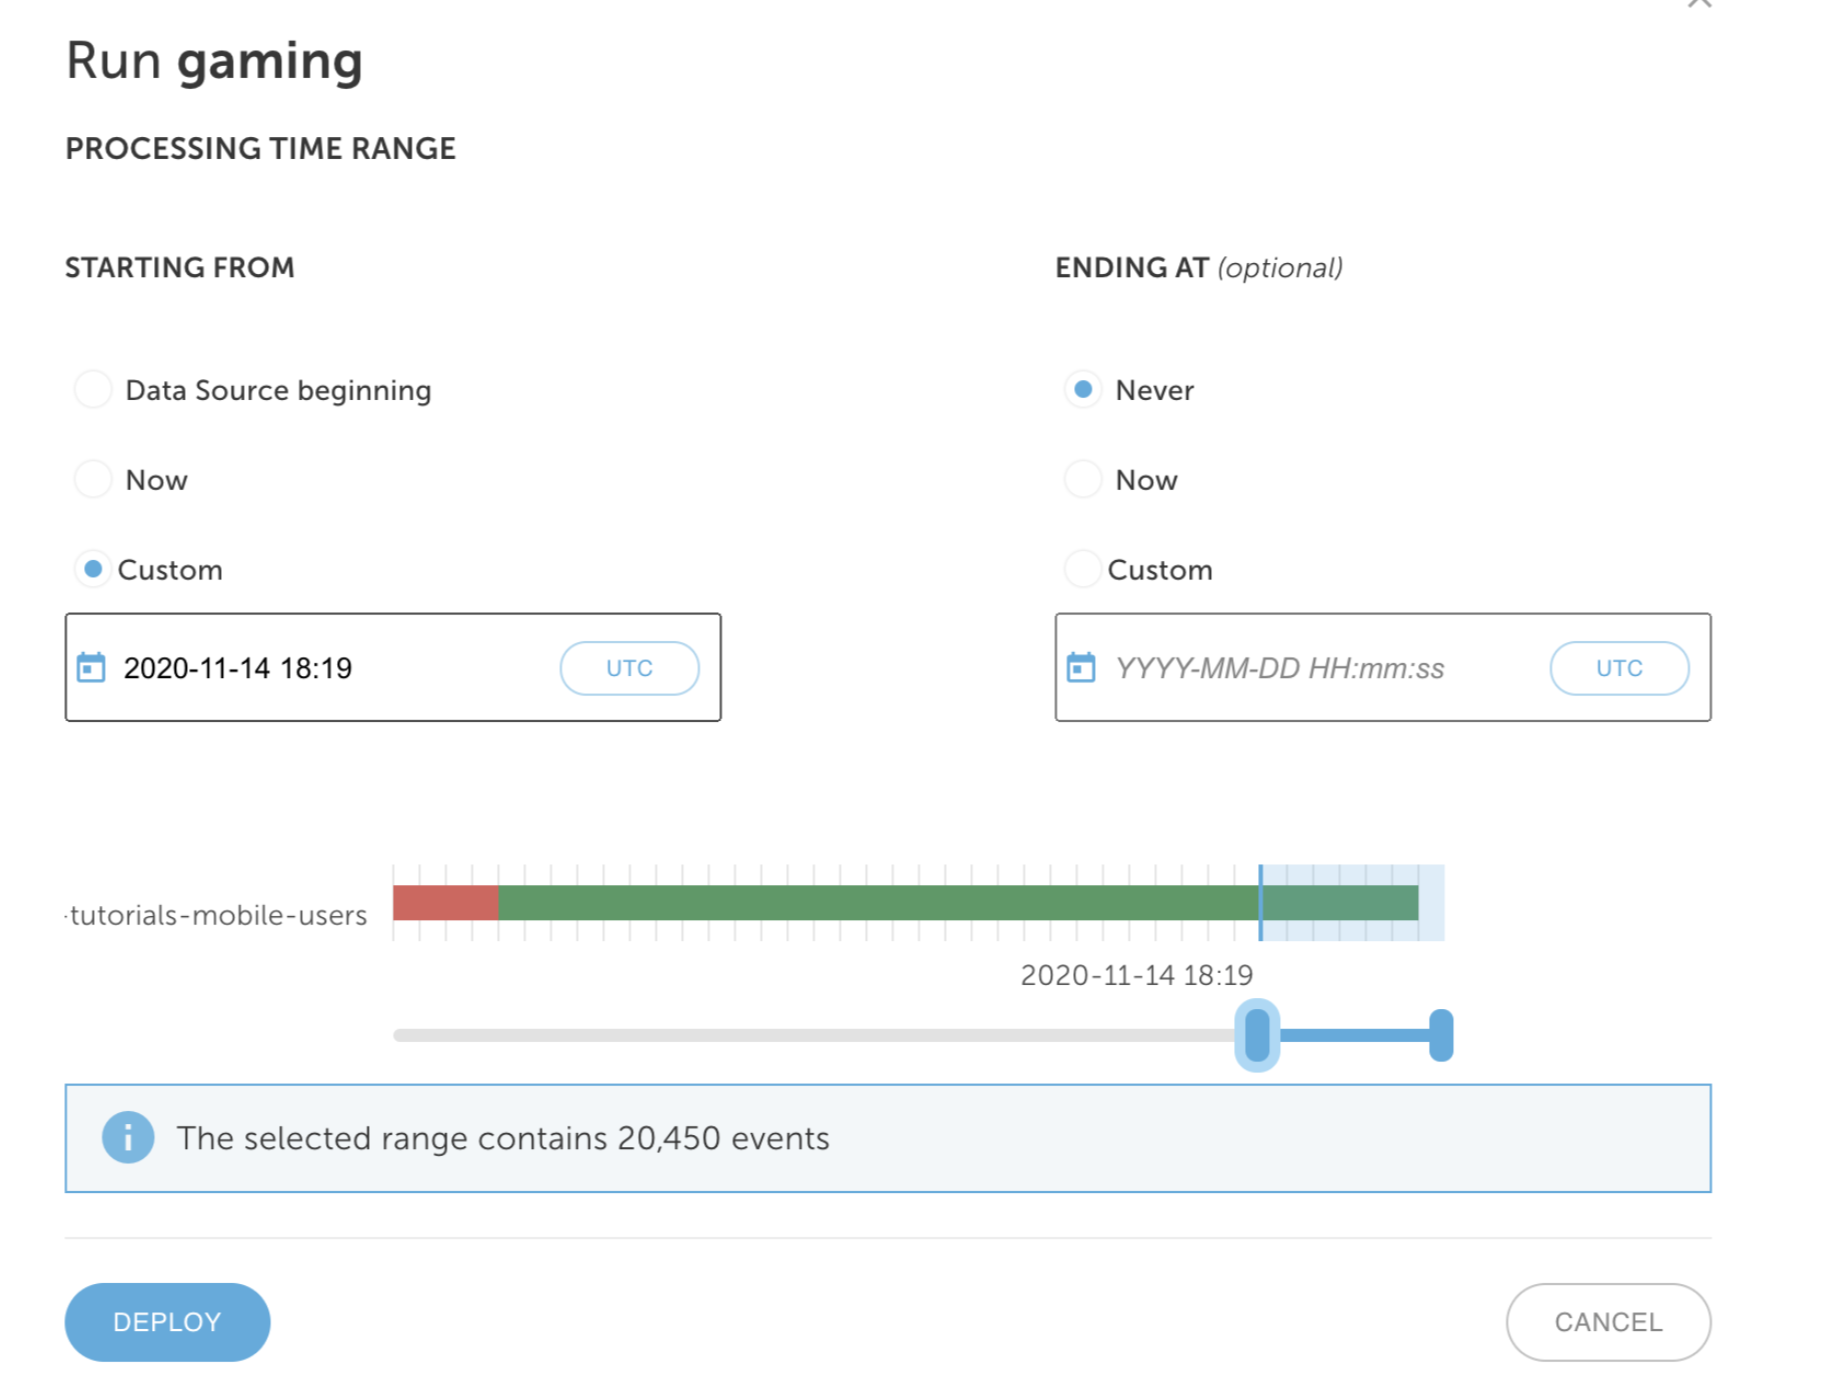 Run gaming
PROCESSING TIME RANGE
STARTING FROM
ENDING AT (optional)
Data Source beginning
Never
Now
Now
Custom
Custom
2020-11-14 18:19 UTC
YYYY-MM-DD HH:mm:ss UTC
tutorials-mobile-users
2020-11-14 18:19
The selected range contains 20,450 events
DEPLOY
CANCEL